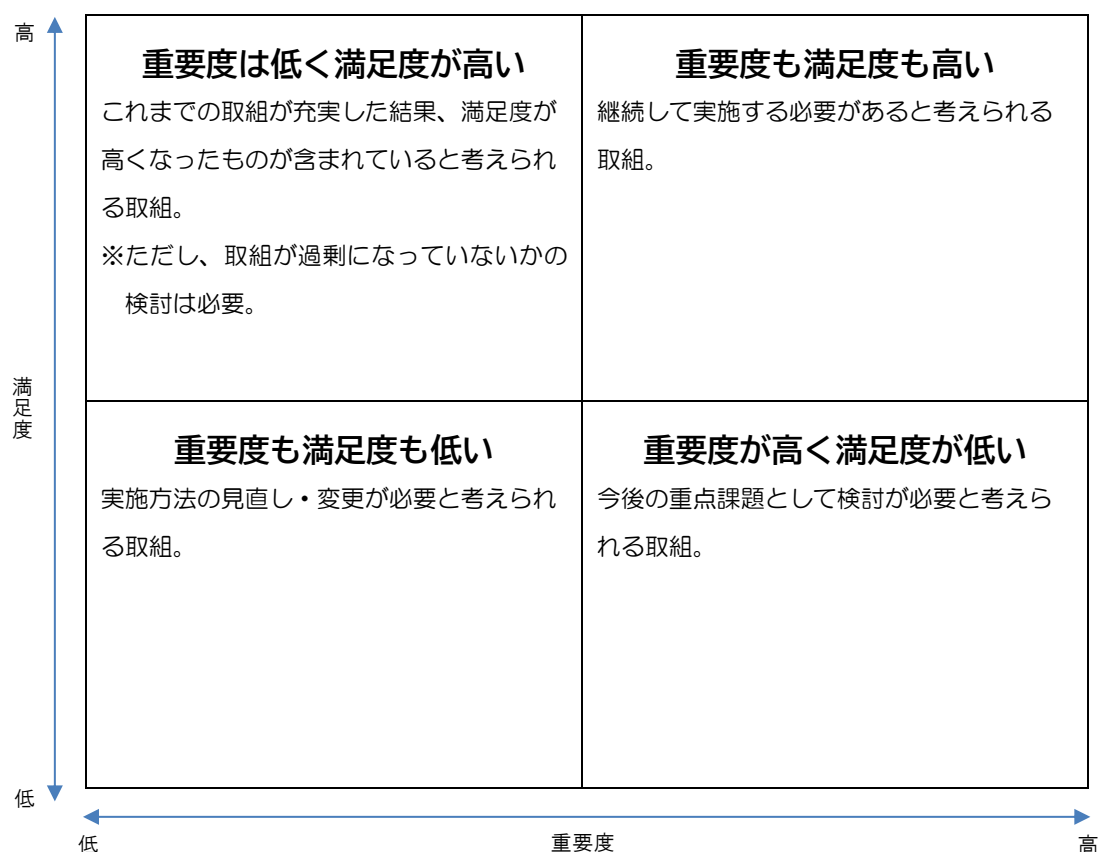 高
重要度は低く満足度が高い
これまでの取組が充実した結果、満足度が
高くなったものが含まれていると考えられ
る取組。
※ただし、取組が過剰になっていないかの
検討は必要。
重要度も満足度も高い
継続して実施する必要があると考えられる
取組。
満足度
重要度も満足度も低い
実施方法の見直し・変更が必要と考えられ
る取組。
重要度が高く満足度が低い
今後の重点課題として検討が必要と考えら
れる取組。
低
低
重要度
高